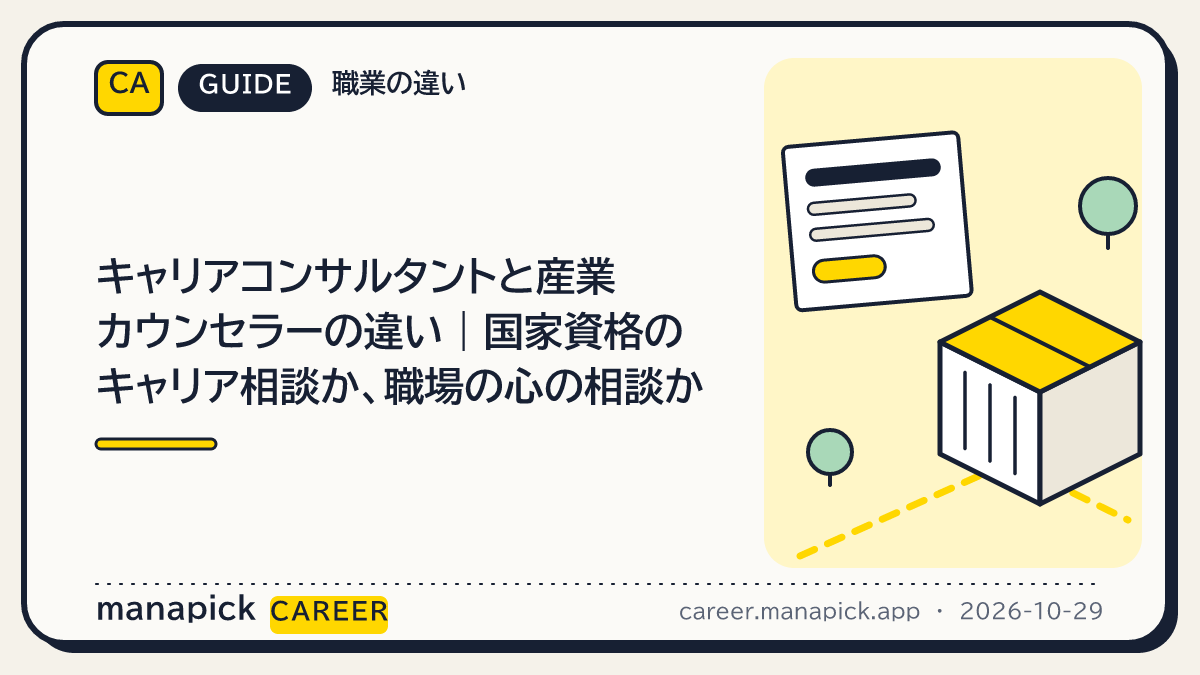 CA GUIDE 職業の違い
キャリアコンサルタントと産業
カウンセラーの違い｜国家資格の
キャリア相談か、職場の心の相談か
manapick CAREER
career.manapick.app ・ 2026-10-29